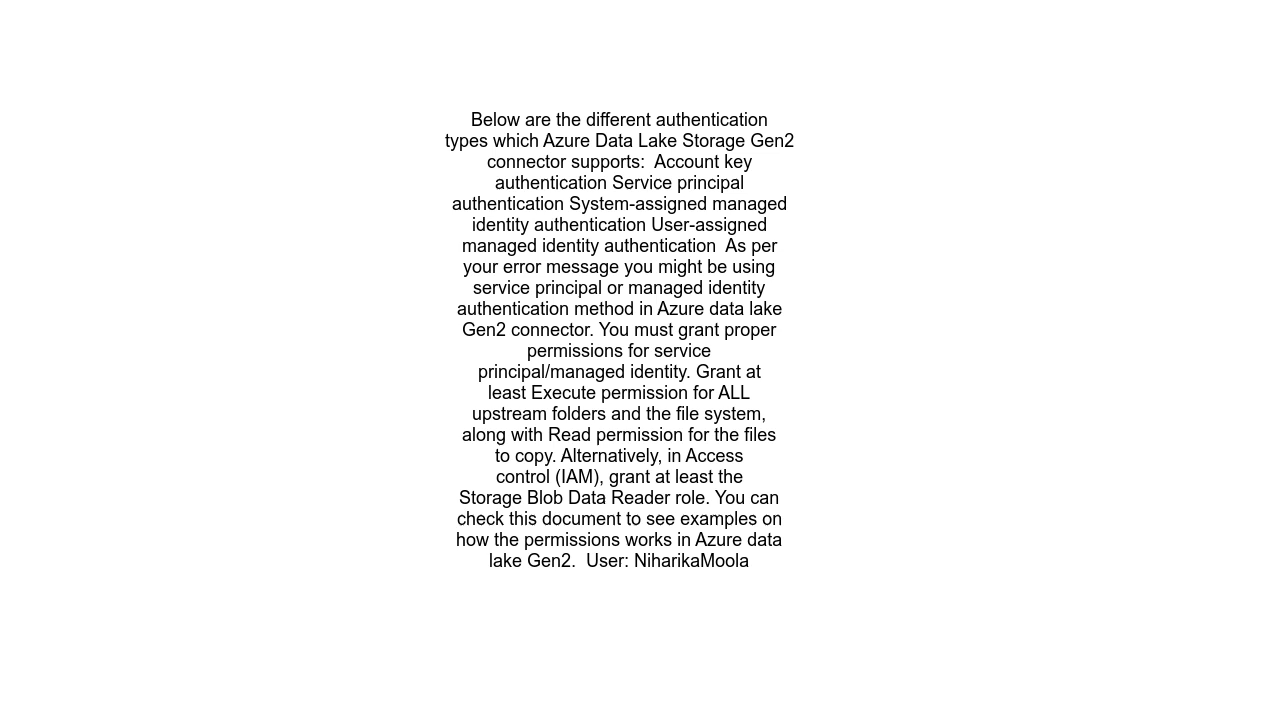 Below are the different authentication
types which Azure Data Lake Storage Gen2
connector supports:  Account key
authentication Service principal
authentication System-assigned managed
identity authentication User-assigned
managed identity authentication  As per
your error message you might be using
service principal or managed identity
authentication method in Azure data lake
Gen2 connector. You must grant proper
permissions for service
principal/managed identity. Grant at
least Execute permission for ALL
upstream folders and the file system,
along with Read permission for the files
to copy. Alternatively, in Access
control (IAM), grant at least the
Storage Blob Data Reader role. You can
check this document to see examples on
how the permissions works in Azure data
lake Gen2.  User: NiharikaMoola